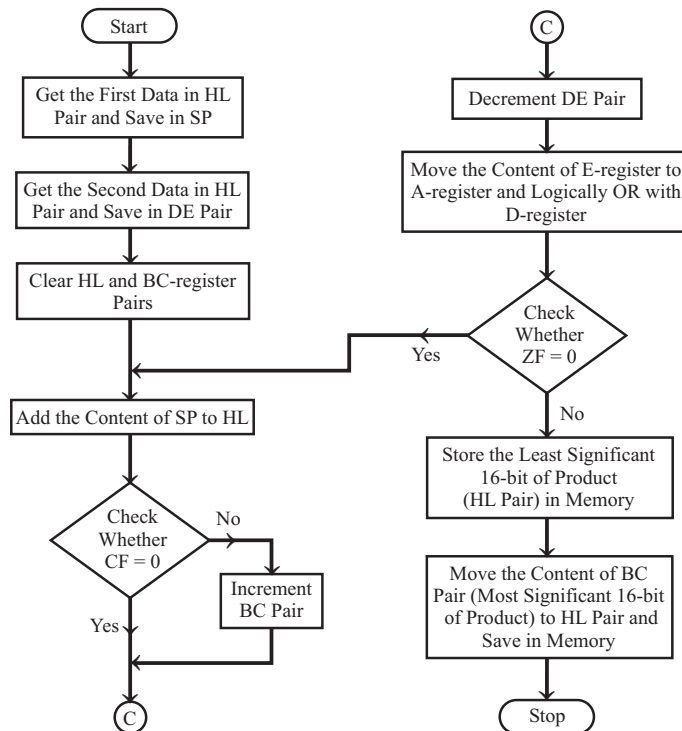 Start
Get the First Data in HL
Pair and Save in SP
Get the Second Data in HL
Pair and Save in DE Pair
Clear HL and BC-register
Pairs
Add the Content of SP to HL
Check
Whether
CF = 0
No
Increment
BC Pair
Yes
C
C
Decrement DE Pair
Move the Content of E-register to
A-register and Logically OR with
D-register
Check
Whether
ZF = 0
Yes
No
Store the Least Significant
16-bit of Product
(HL Pair) in Memory
Move the Content of BC
Pair (Most Significant 16-bit
of Product) to HL Pair and
Save in Memory
Stop